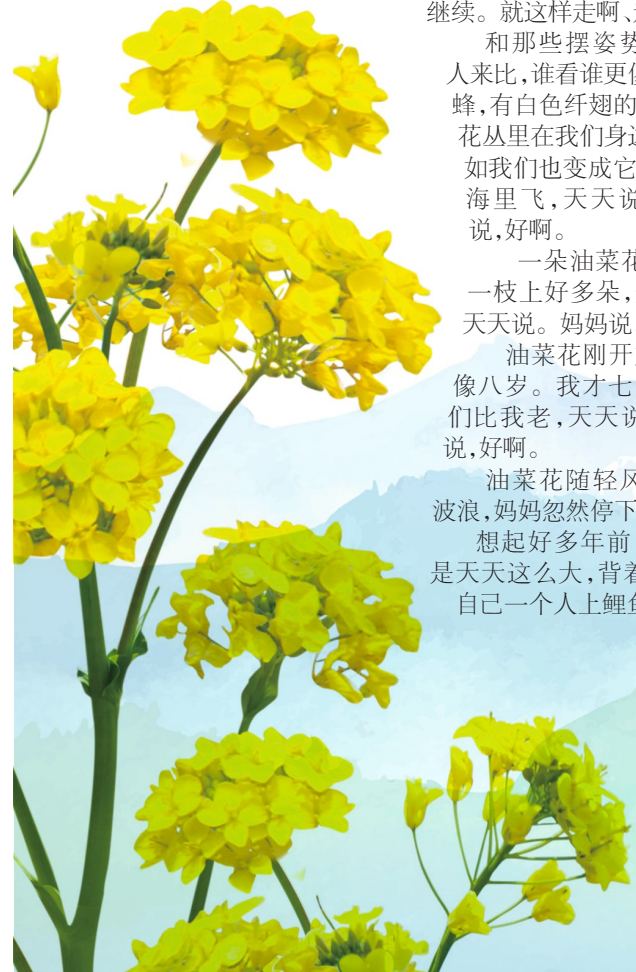 继续。就这样走啊、
和那些摆姿势
人来比,谁看谁更
蜂,有白色纤翅的
花丛里在我们身
如我们也变成它
海里飞,天天说
说,好啊。
一朵油菜花
一枝上好多朵,
天天说。妈妈说
油菜花刚开
像八岁。我才七
们比我老,天天说
说,好啊。
油菜花随轻风
波浪,妈妈忽然停下
想起好多年前
是天天这么大,背着
自己一个人上鲤鱼